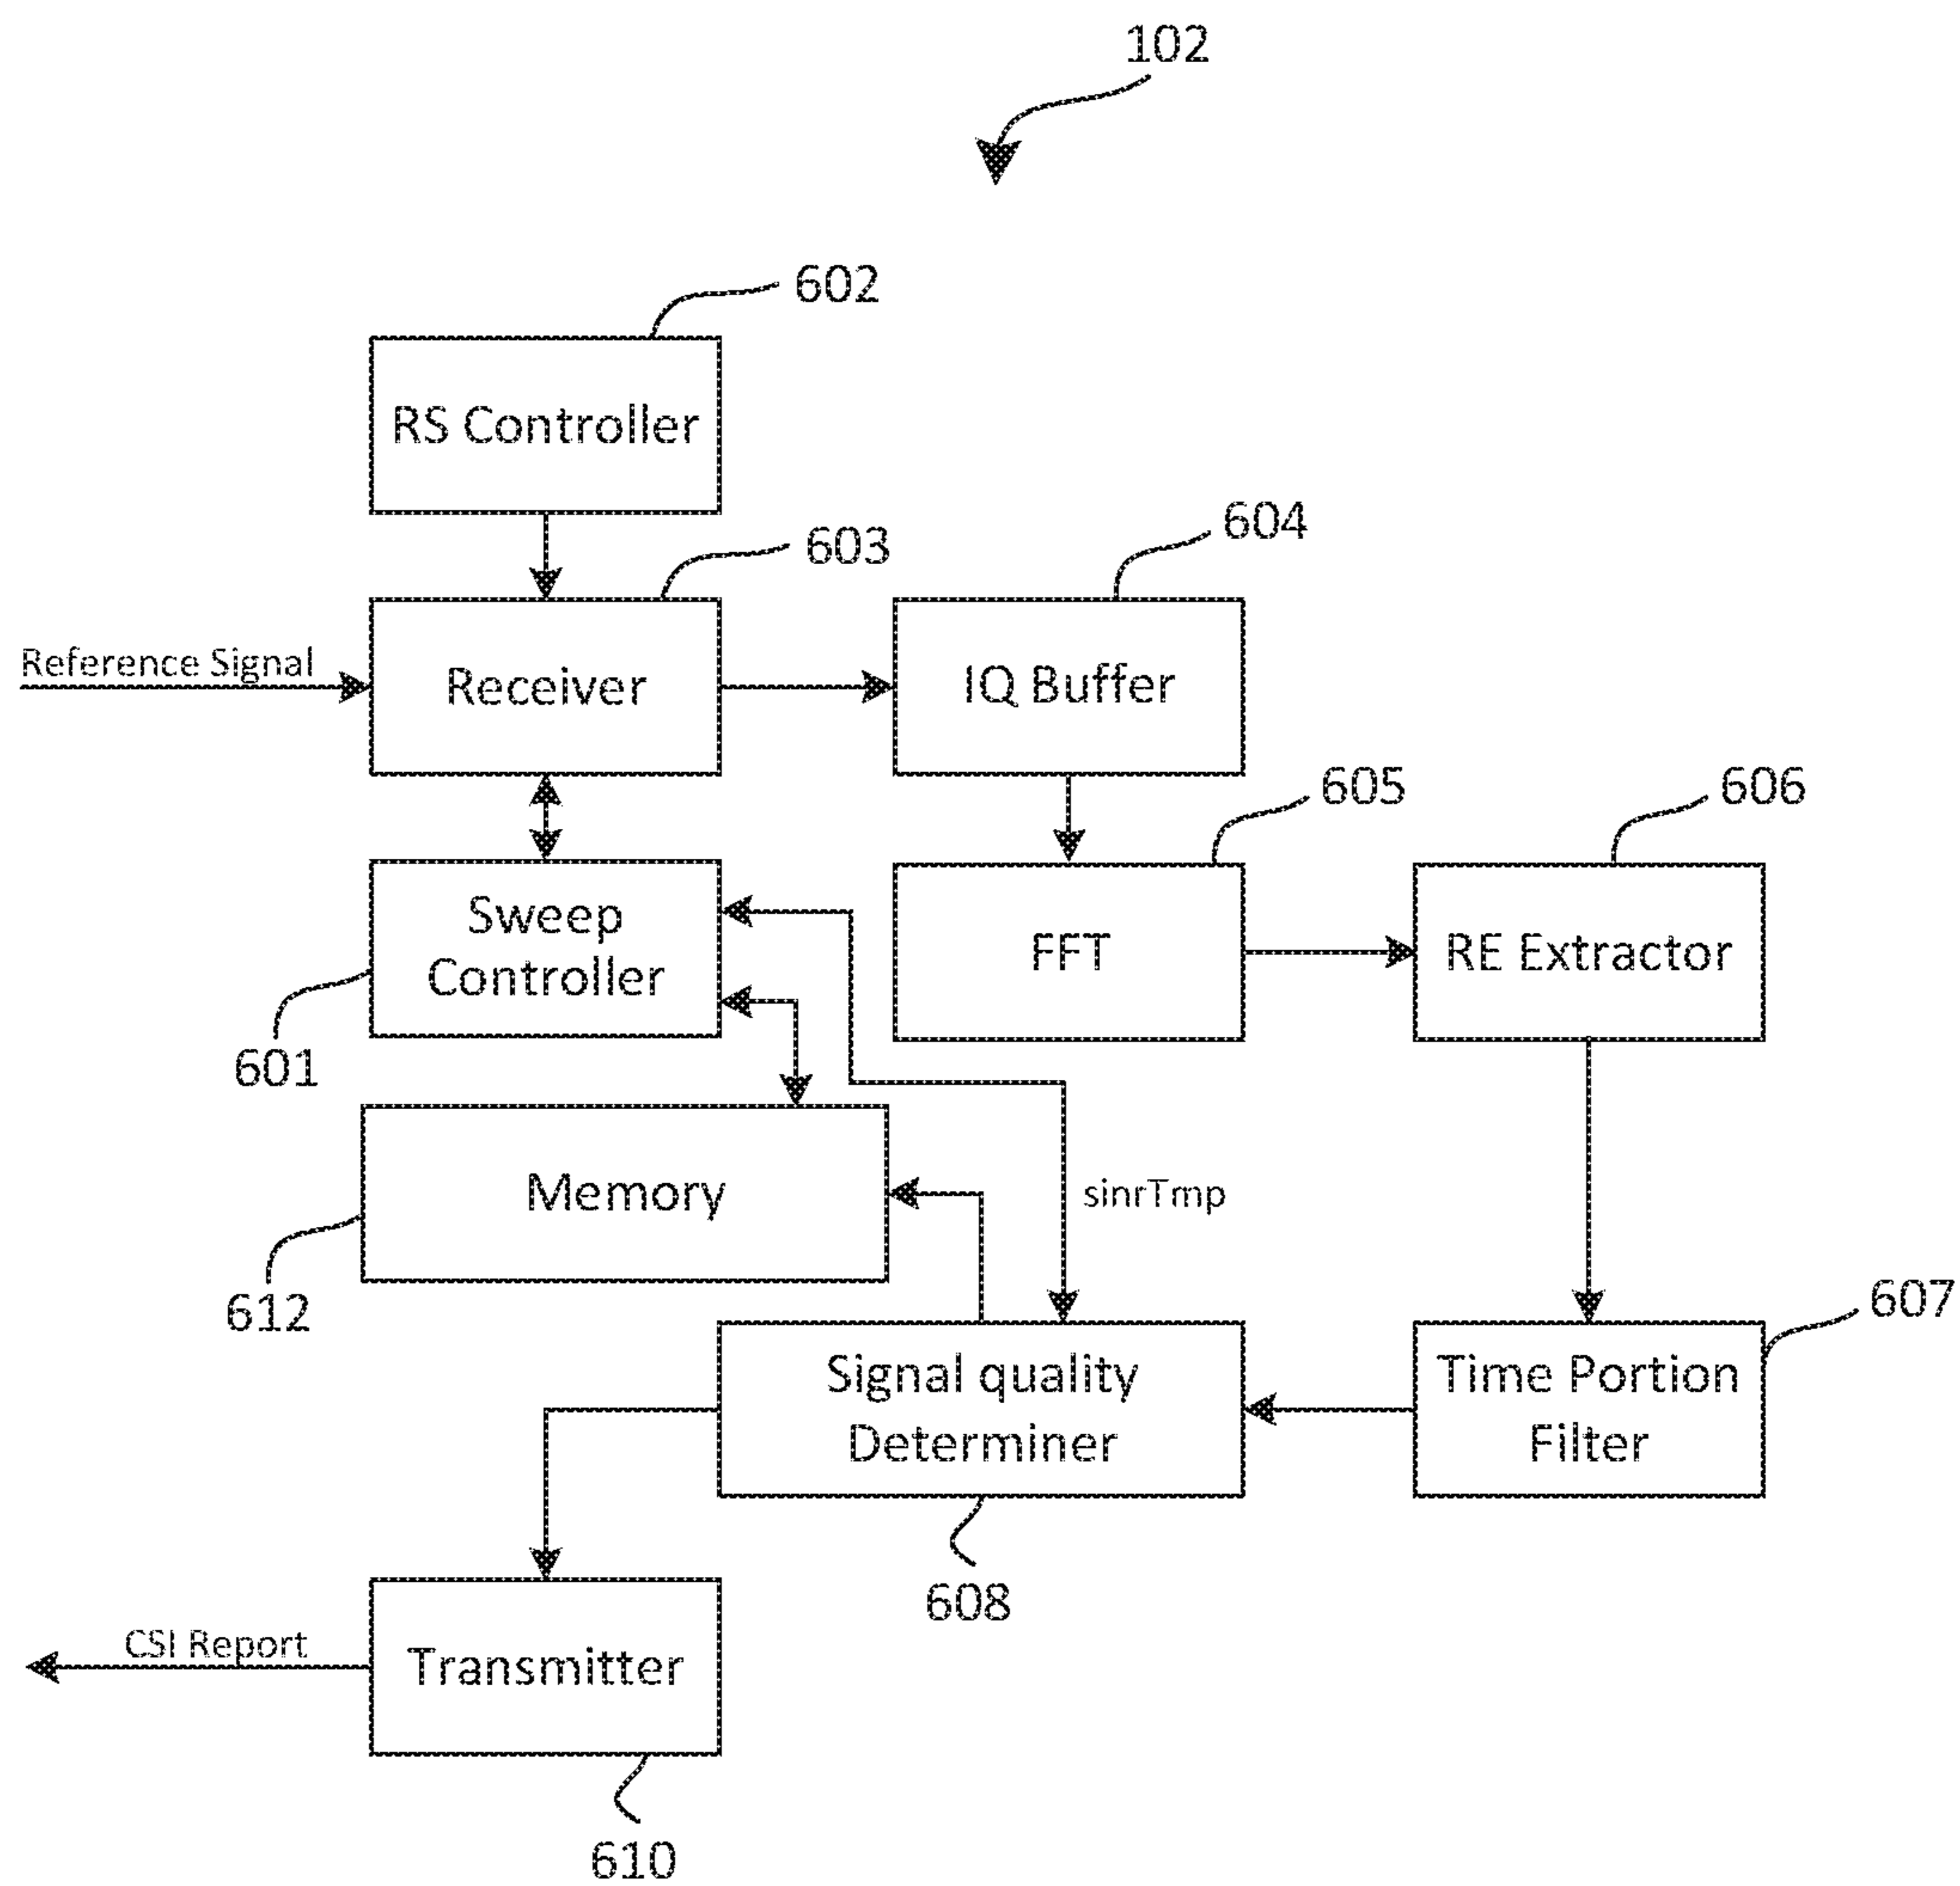 102
602
RS Controller
603
604
Reference Signal
Receiver
IQ Buffer
605
606
Sweep
Controller
FFT
RE Extractor
601
Memory
sinrTmp
612
607
Signal quality
Determiner
Time Portion
Filter
608
CSI Report
Transmitter
610